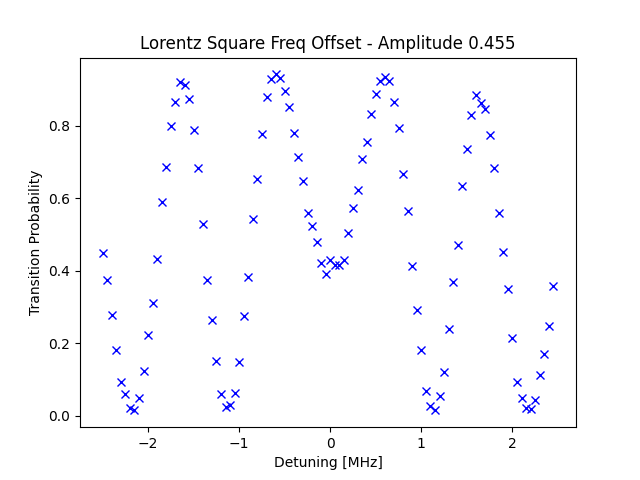 Lorentz Square Freq Offset - Amplitude 0.455
Transition Probability
0.8
0.6
0.4
0.2
0.0
−2 −1 0 1 2
Detuning [MHz]